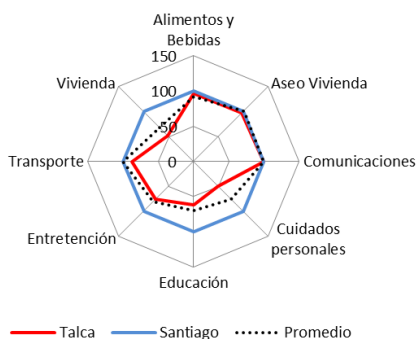 Alimentos y
Bebidas
150
Vivienda
Aseo Vivienda
100
50
Transporte
0
Comunicaciones
Entretención
Cuidados
personales
Educación
Talca
Santiago
Promedio